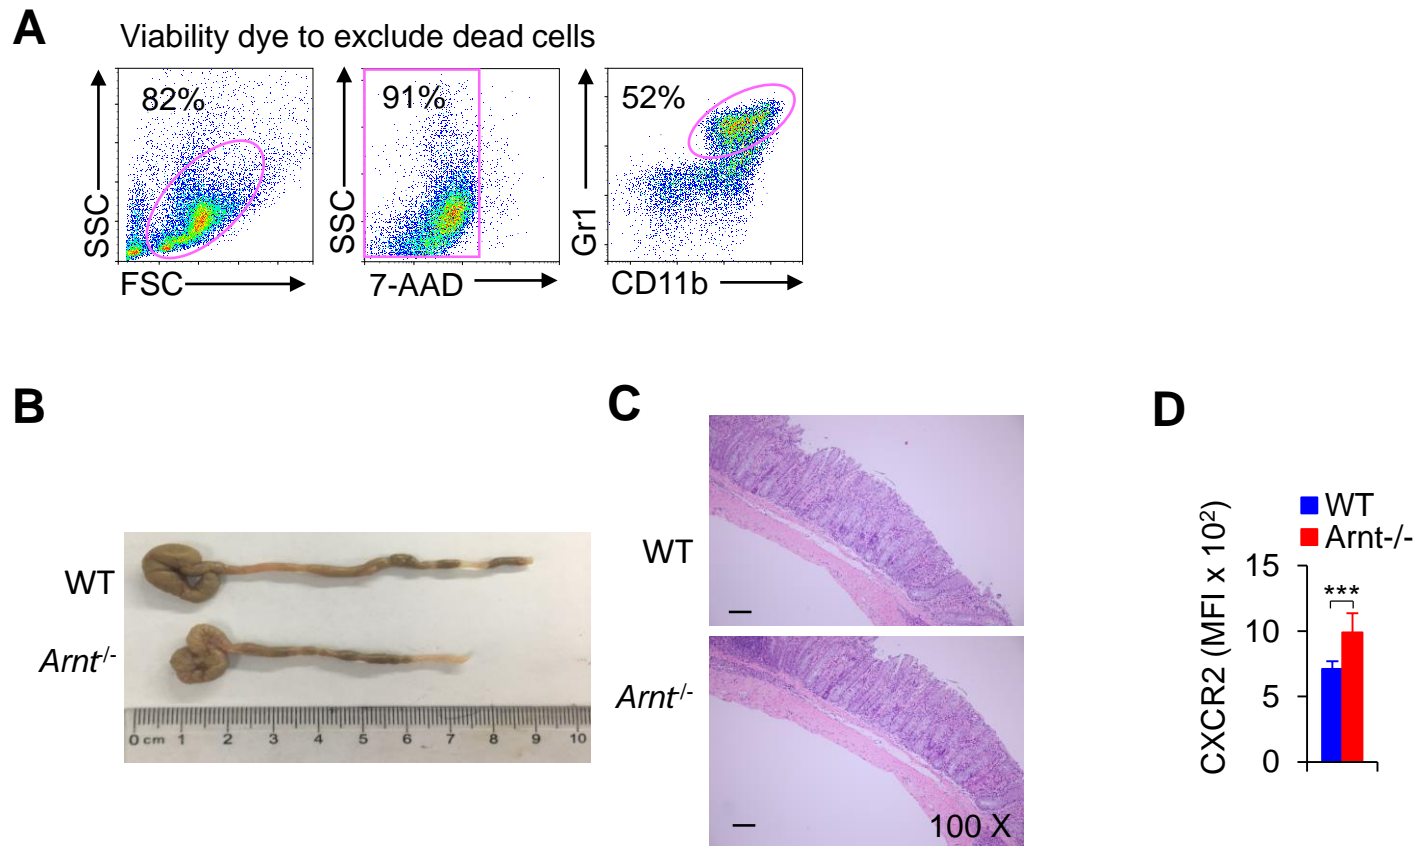 A
Viability dye to exclude dead cells
82%
91%
52%
SSC
SSC
Gr1
FSC
7-AAD
CD11b
B
C
D
WT
Arnt-/-
WT
Arnt-/-
0 cm 1 2 3 4 5 6 7 8 9 10
WT
Arnt-/-
100 X
WT
Arnt-/-
CXCR2 (MFI x 10²)
15
10
5
0
***